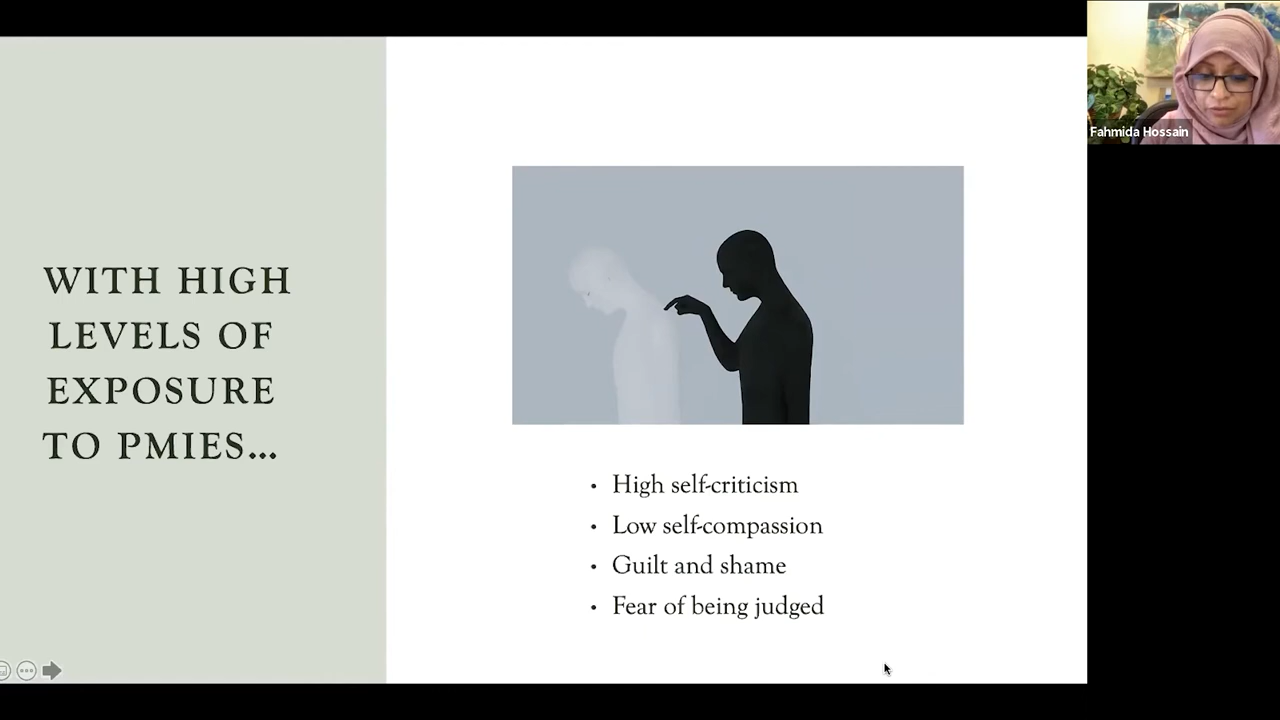 WITH HIGH
LEVELS OF
EXPOSURE
TO PMIES...
• High self-criticism
• Low self-compassion
• Guilt and shame
• Fear of being judged
Fahmida Hossain